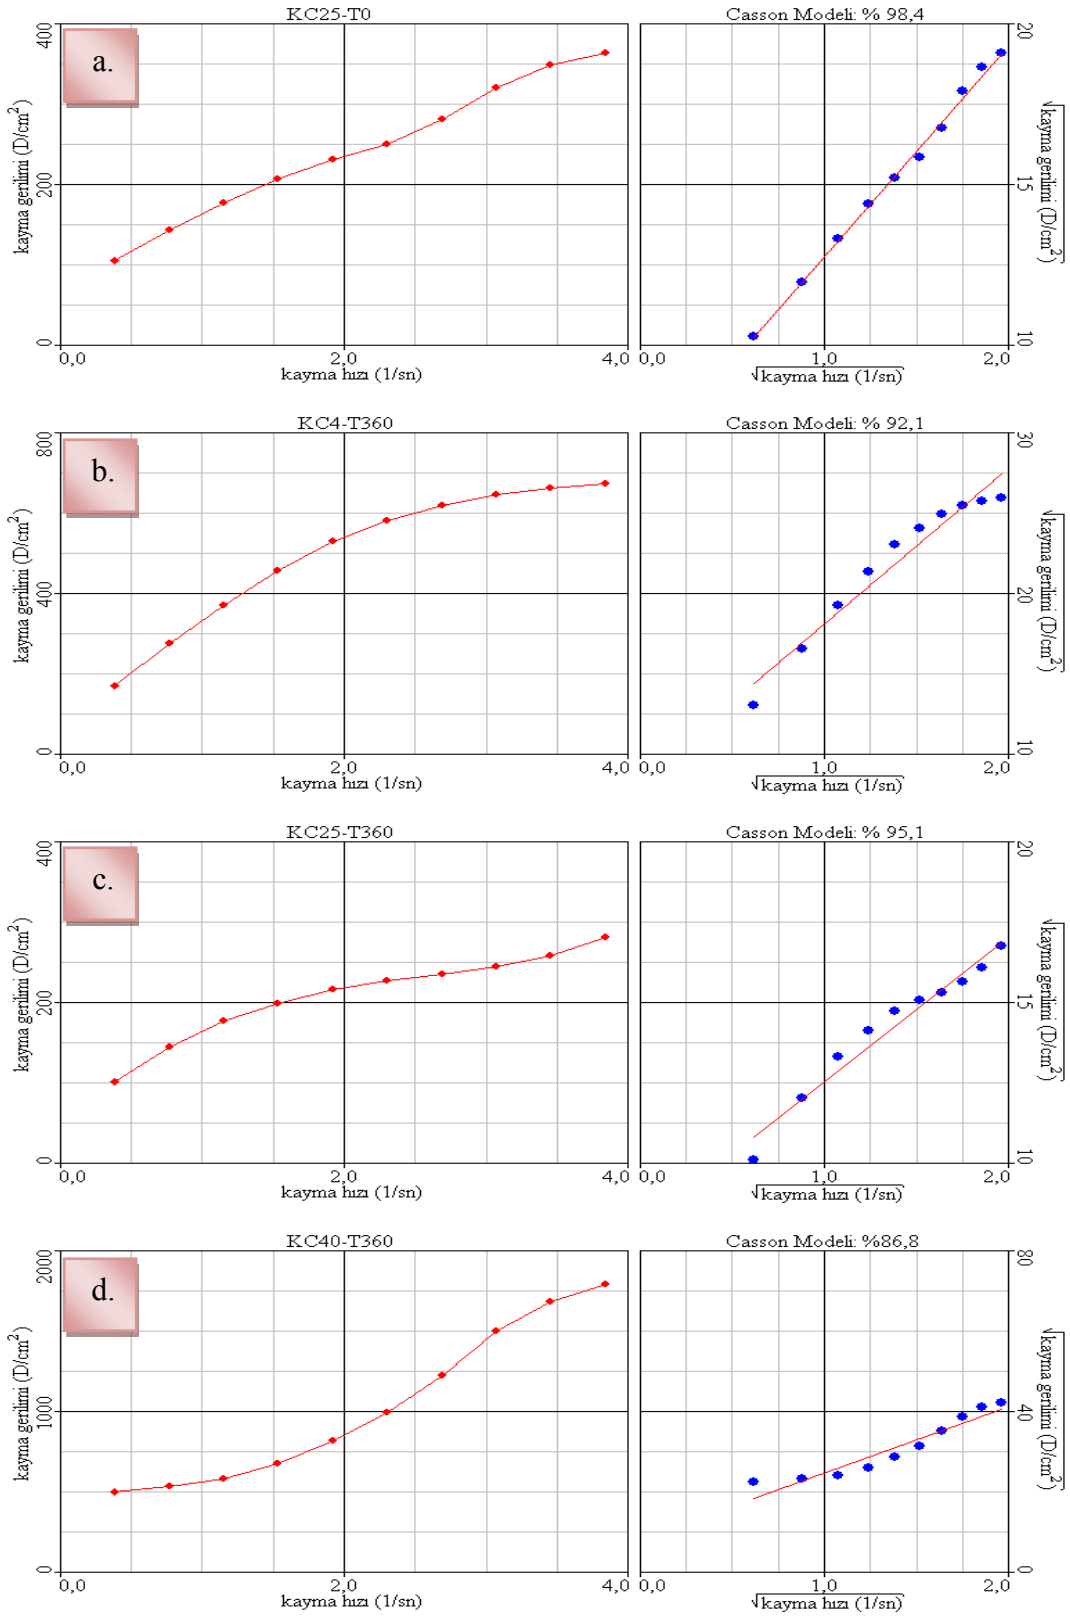 KC25-T0
Casson Modeli: % 98,4
a.
kayma gerilimi (D/cm²)
400
200
0
0,0
2,0
4,0
kayma hızı (1/sn)
20
15
10
0,0
1,0
2,0
√kayma hızı (1/sn)
√kayma gerilimi (D/cm²)
KC4-T360
Casson Modeli: % 92,1
b.
kayma gerilimi (D/cm²)
800
400
0
0,0
2,0
4,0
kayma hızı (1/sn)
30
20
10
0,0
1,0
2,0
√kayma hızı (1/sn)
√kayma gerilimi (D/cm²)
KC25-T360
Casson Modeli: % 95,1
c.
kayma gerilimi (D/cm²)
400
200
0
0,0
2,0
4,0
kayma hızı (1/sn)
20
15
10
0,0
1,0
2,0
√kayma hızı (1/sn)
√kayma gerilimi (D/cm²)
KC40-T360
Casson Modeli: %86,8
d.
kayma gerilimi (D/cm²)
2000
1000
0
0,0
2,0
4,0
kayma hızı (1/sn)
80
40
0
0,0
1,0
2,0
√kayma hızı (1/sn)
√kayma gerilimi (D/cm²)